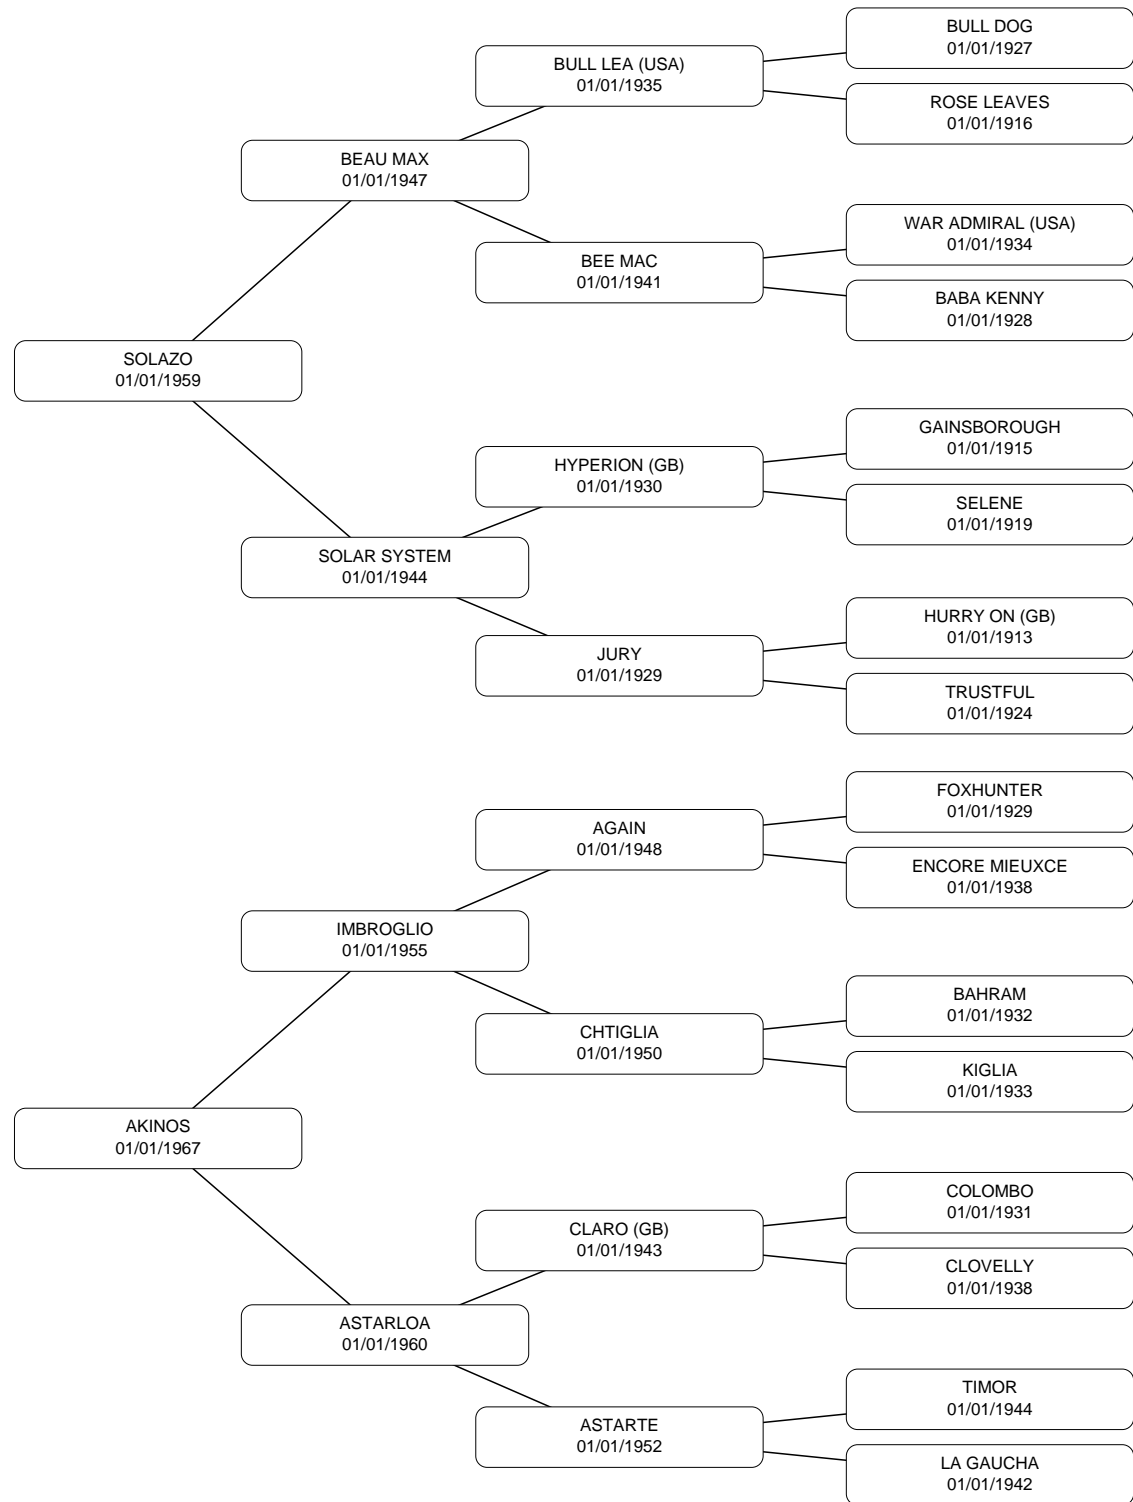 BULL DOG
01/01/1927
BULL LEA (USA)
01/01/1935
ROSE LEAVES
01/01/1916
BEAU MAX
01/01/1947
WAR ADMIRAL (USA)
01/01/1934
BEE MAC
01/01/1941
BABA KENNY
01/01/1928
SOLAZO
01/01/1959
GAINSBOROUGH
01/01/1915
HYPERION (GB)
01/01/1930
SELENE
01/01/1919
SOLAR SYSTEM
01/01/1944
HURRY ON (GB)
01/01/1913
JURY
01/01/1929
TRUSTFUL
01/01/1924
FOXHUNTER
01/01/1929
AGAIN
01/01/1948
ENCORE MIEUXCE
01/01/1938
IMBROGLIO
01/01/1955
BAHRAM
01/01/1932
CHTIGLIA
01/01/1950
KIGLIA
01/01/1933
AKINOS
01/01/1967
COLOMBO
01/01/1931
CLARO (GB)
01/01/1943
CLOVELLY
01/01/1938
ASTARLOA
01/01/1960
TIMOR
01/01/1944
ASTARTE
01/01/1952
LA GAUCHA
01/01/1942